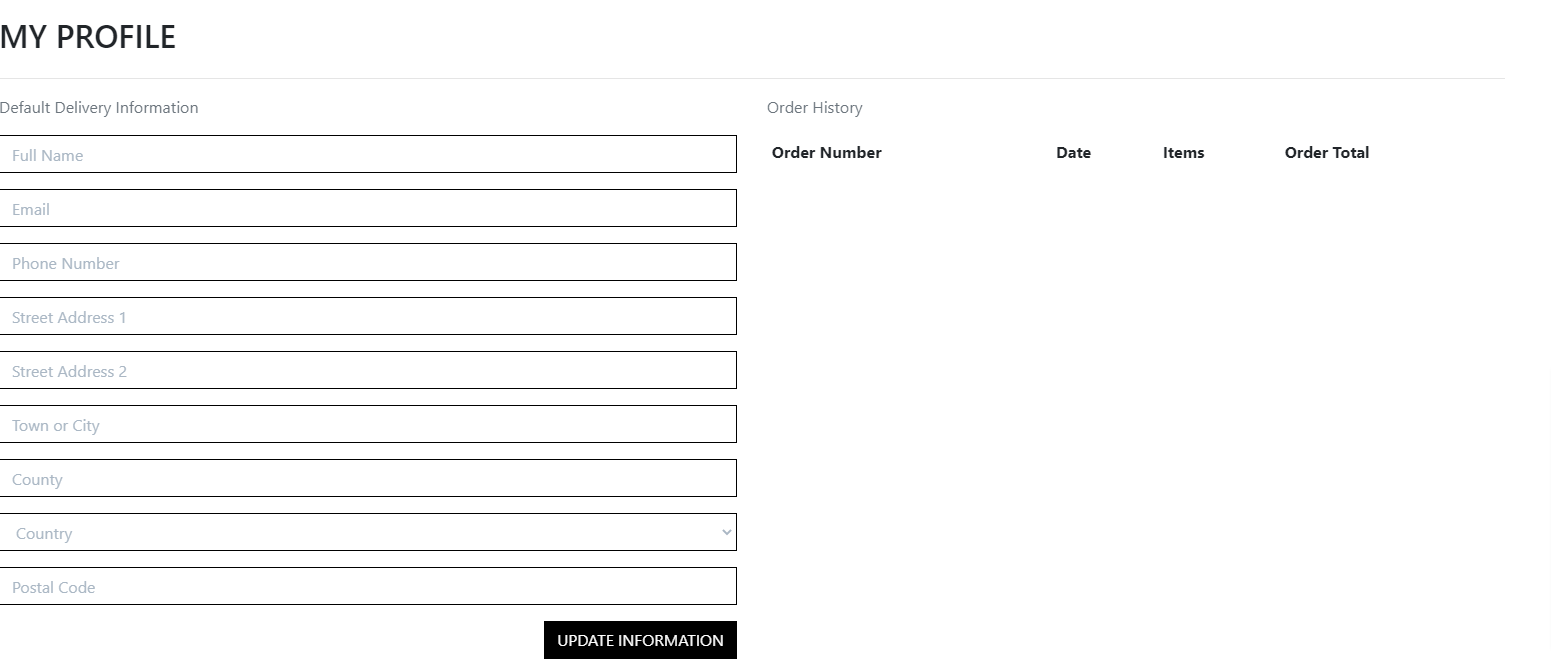 MY PROFILE
Default Delivery Information
Full Name
Email
Phone Number
Street Address 1
Street Address 2
Town or City
County
Country
Postal Code
UPDATE INFORMATION
Order History
Order Number Date Items Order Total